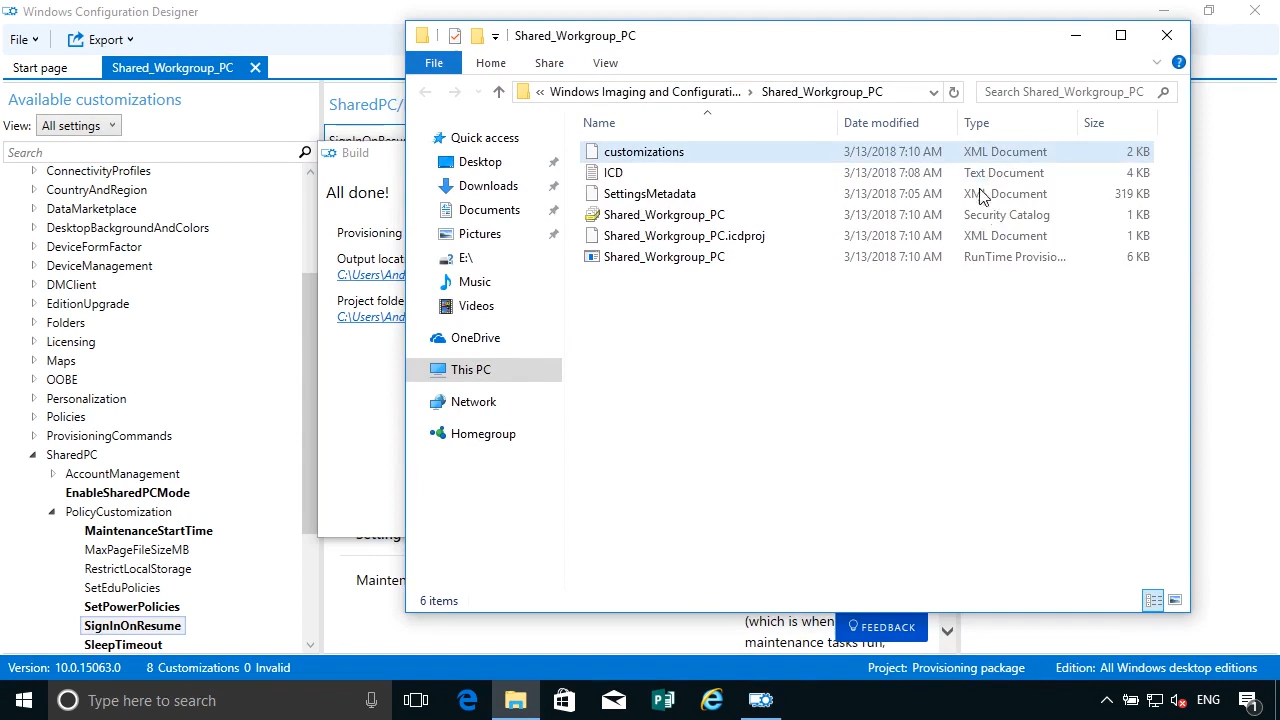 Windows Configuration Designer
File
Export
Start page
Shared_Workgroup_PC
Available customizations
View: All settings
Search
ConnectivityProfiles
CountryAndRegion
DataMarketplace
DesktopBackgroundAndColors
DeviceFormFactor
DeviceManagement
DMClient
EditionUpgrade
Folders
Licensing
Maps
OOBE
Personalization
Policies
ProvisioningCommands
SharedPC
AccountManagement
EnableSharedPCMode
PolicyCustomization
MaintenanceStartTime
MaxPageFileSizeMB
RestrictLocalStorage
SetEduPolicies
SetPowerPolicies
SignInOnResume
SleepTimeout
SharedPC/
Build
All done!
Provisioning
Output locat
C:\Users\And
Project folde
C:\Users\And
Mainten
Shared_Workgroup_PC
File Home Share View
« Windows Imaging and Configurati... › Shared_Workgroup_PC
Search Shared_Workgroup_PC
Quick access
Desktop
Downloads
Documents
Pictures
E:\
Music
Videos
OneDrive
This PC
Network
Homegroup
Name Date modified Type Size
customizations 3/13/2018 7:10 AM XML Document 2 KB
ICD 3/13/2018 7:08 AM Text Document 4 KB
SettingsMetadata 3/13/2018 7:05 AM XML Document 319 KB
Shared_Workgroup_PC 3/13/2018 7:10 AM Security Catalog 1 KB
Shared_Workgroup_PC.icdproj 3/13/2018 7:10 AM XML Document 1 KB
Shared_Workgroup_PC 3/13/2018 7:10 AM RunTime Provisio... 6 KB
6 items
(which is when
maintenance tasks run,
FEEDBACK
Version: 10.0.15063.0 8 Customizations 0 Invalid
Project: Provisioning package Edition: All Windows desktop editions
Type here to search
ENG
1